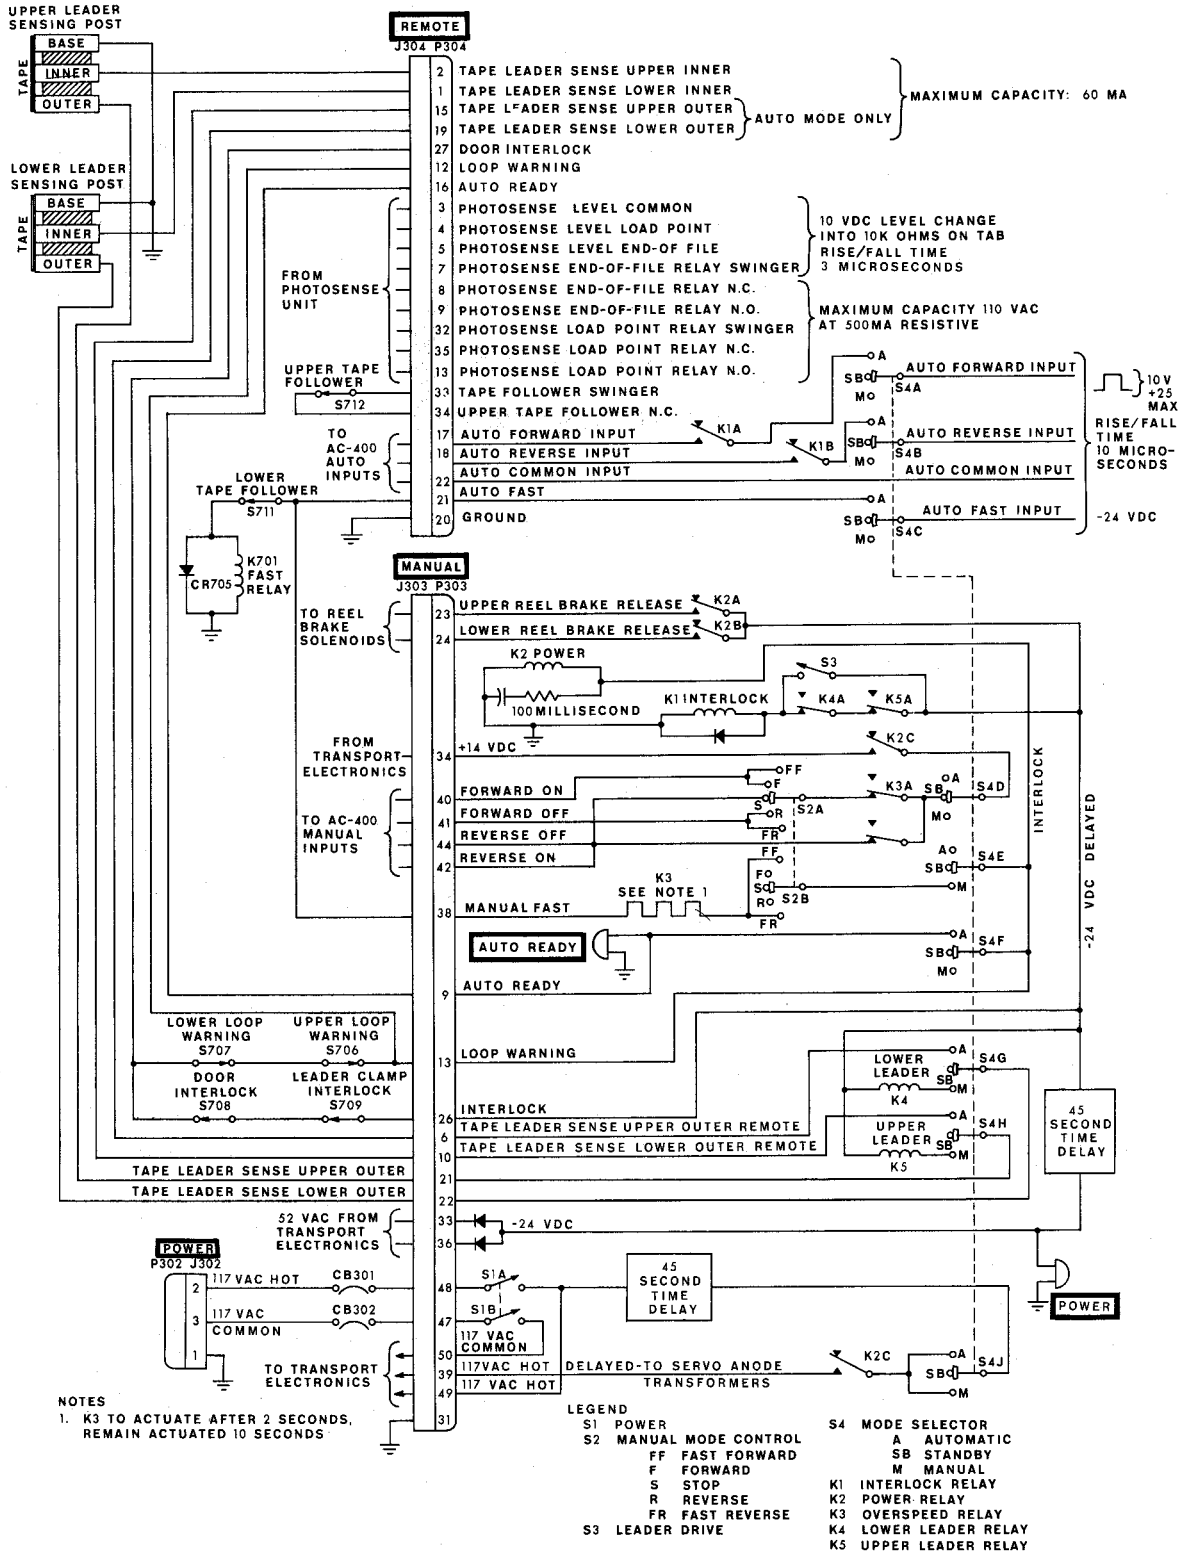 UPPER LEADER
SENSING POST
BASE
INNER
OUTER
TAPE
LOWER LEADER
SENSING POST
BASE
INNER
OUTER
TAPE
REMOTE
J304 P304
2 TAPE LEADER SENSE UPPER INNER
1 TAPE LEADER SENSE LOWER INNER
15 TAPE LEADER SENSE UPPER OUTER
19 TAPE LEADER SENSE LOWER OUTER
AUTO MODE ONLY
MAXIMUM CAPACITY: 60 MA
27 DOOR INTERLOCK
12 LOOP WARNING
16 AUTO READY
3 PHOTOSENSE LEVEL COMMON
4 PHOTOSENSE LEVEL LOAD POINT
5 PHOTOSENSE LEVEL END-OF FILE
7 PHOTOSENSE END-OF-FILE RELAY SWINGER
10 VDC LEVEL CHANGE
INTO 10K OHMS ON TAB
RISE/FALL TIME
3 MICROSECONDS
8 PHOTOSENSE END-OF-FILE RELAY N.C.
9 PHOTOSENSE END-OF-FILE RELAY N.O.
32 PHOTOSENSE LOAD POINT RELAY SWINGER
35 PHOTOSENSE LOAD POINT RELAY N.C.
13 PHOTOSENSE LOAD POINT RELAY N.O.
MAXIMUM CAPACITY 110 VAC
AT 500MA RESISTIVE
FROM
PHOTOSENSE
UNIT
UPPER TAPE
FOLLOWER
S712
33 TAPE FOLLOWER SWINGER
34 UPPER TAPE FOLLOWER N.C.
17 AUTO FORWARD INPUT
18 AUTO REVERSE INPUT
22 AUTO COMMON INPUT
21 AUTO FAST
20 GROUND
TO
AC-400
AUTO
INPUTS
K1A
K1B
A
SB
M
S4A
AUTO FORWARD INPUT
A
SB
M
S4B
AUTO REVERSE INPUT
AUTO COMMON INPUT
A
SB
M
S4C
AUTO FAST INPUT
10V
+25
MAX
RISE/FALL
TIME
10 MICRO-
SECONDS
-24 VDC
LOWER
TAPE FOLLOWER
S711
CR705
K701
FAST
RELAY
MANUAL
J303 P303
TO REEL
BRAKE
SOLENOIDS
23 UPPER REEL BRAKE RELEASE
24 LOWER REEL BRAKE RELEASE
K2A
K2B
K2 POWER
100 MILLISECOND
K1 INTERLOCK
S3
K4A
K5A
FROM
TRANSPORT
ELECTRONICS
34 +14 VDC
K2C
TO AC-400
MANUAL
INPUTS
40 FORWARD ON
41 FORWARD OFF
44 REVERSE OFF
42 REVERSE ON
FF
F
S
R
FR
S2A
K3A
A
SB
M
S4D
FF
F
S
R
FR
S2B
A
SB
M
S4E
K3
SEE NOTE 1
38 MANUAL FAST
INTERLOCK
-24 VDC DELAYED
AUTO READY
A
SB
M
S4F
9 AUTO READY
LOWER LOOP
WARNING
S707
UPPER LOOP
WARNING
S706
13 LOOP WARNING
DOOR
INTERLOCK
S708
LEADER CLAMP
INTERLOCK
S709
26 INTERLOCK
6 TAPE LEADER SENSE UPPER OUTER REMOTE
10 TAPE LEADER SENSE LOWER OUTER REMOTE
LOWER
LEADER
K4
A
SB
M
S4G
UPPER
LEADER
K5
A
SB
M
S4H
45
SECOND
TIME
DELAY
TAPE LEADER SENSE UPPER OUTER 21
TAPE LEADER SENSE LOWER OUTER 22
52 VAC FROM
TRANSPORT
ELECTRONICS
33
36
-24 VDC
POWER
P302 J302
2 117 VAC HOT
CB301
3 117 VAC
COMMON
CB302
1
48
S1A
47
S1B
117 VAC
COMMON
45
SECOND
TIME
DELAY
POWER
TO TRANSPORT
ELECTRONICS
50
39 117VAC HOT DELAYED-TO SERVO ANODE
TRANSFORMERS
49 117 VAC HOT
31
K2C
A
SB
M
S4J
NOTES
1. K3 TO ACTUATE AFTER 2 SECONDS,
REMAIN ACTUATED 10 SECONDS
LEGEND
S1 POWER
S2 MANUAL MODE CONTROL
FF FAST FORWARD
F FORWARD
S STOP
R REVERSE
FR FAST REVERSE
S3 LEADER DRIVE
S4 MODE SELECTOR
A AUTOMATIC
SB STANDBY
M MANUAL
K1 INTERLOCK RELAY
K2 POWER RELAY
K3 OVERSPEED RELAY
K4 LOWER LEADER RELAY
K5 UPPER LEADER RELAY